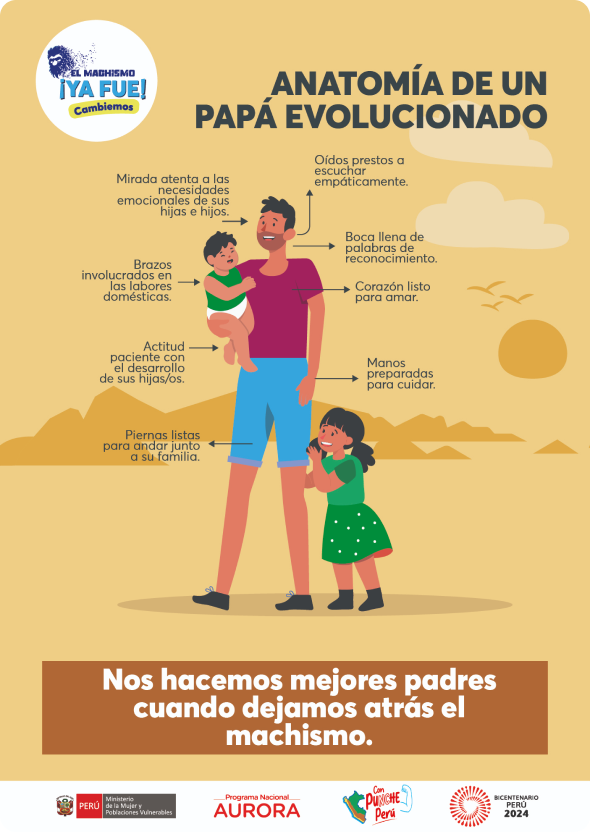 EL MACHISMO
¡YA FUE!
Cambiemos
ANATOMÍA DE UN
PAPÁ EVOLUCIONADO
Mirada atenta a las
necesidades
emocionales de sus
hijas e hijos.
Oídos prestos a
escuchar
empáticamente.
Boca llena de
palabras de
reconocimiento.
Brazos
involucrados en
las labores
domésticas.
Corazón listo
para amar.
Actitud
paciente con
el desarrollo
de sus hijas/os.
Manos
preparadas
para cuidar.
Piernas listas
para andar junto
a su familia.
Nos hacemos mejores padres
cuando dejamos atrás el
machismo.
PERÚ
Ministerio
de la Mujer y
Poblaciones Vulnerables
Programa Nacional
AURORA
Con
PUNCHE
Perú
BICENTENARIO
PERÚ
2024